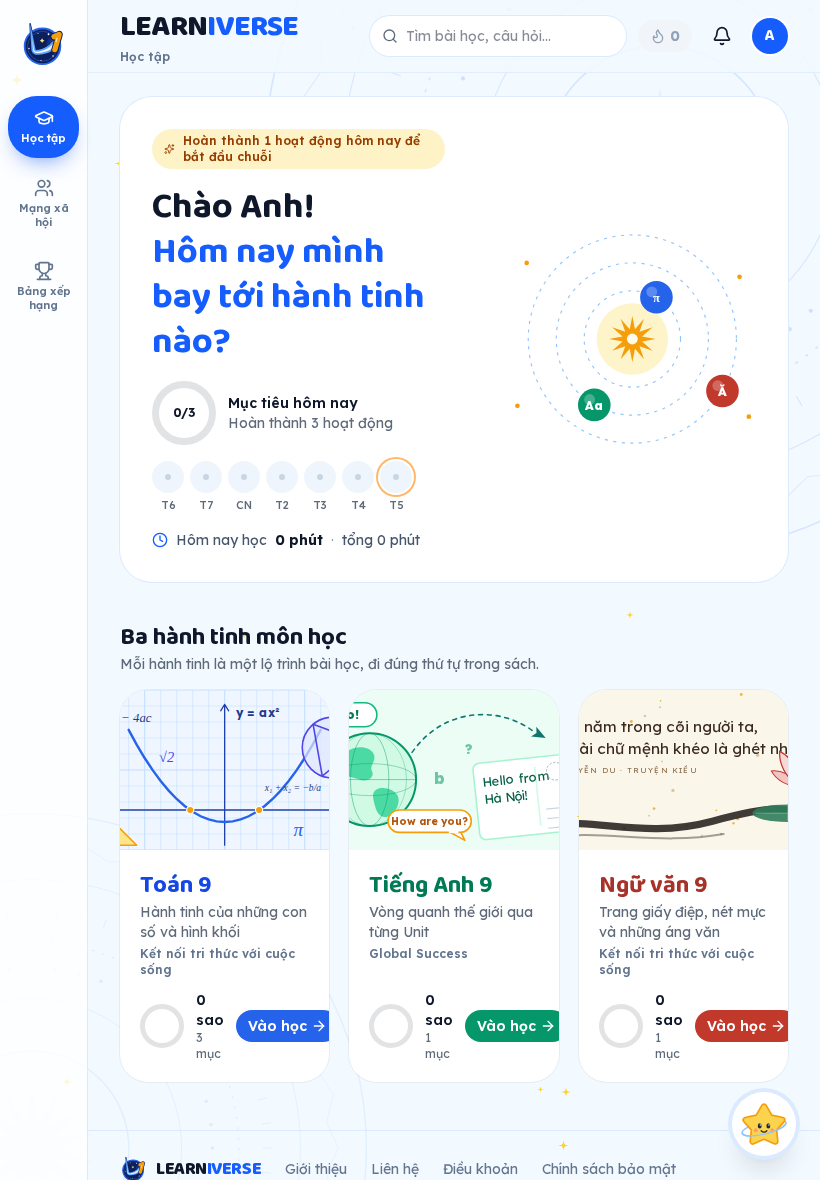 LEARNIVERSE
Học tập
Tìm bài học, câu hỏi...
0
A
Học tập
Mạng xã
hội
Bảng xếp
hạng
Hoàn thành 1 hoạt động hôm nay để
bắt đầu chuỗi
Chào Anh!
Hôm nay mình
bay tới hành tinh
nào?
π
Aa
Ă
0/3
Mục tiêu hôm nay
Hoàn thành 3 hoạt động
T6 T7 CN T2 T3 T4 T5
Hôm nay học 0 phút · tổng 0 phút
Ba hành tinh môn học
Mỗi hành tinh là một lộ trình bài học, đi đúng thứ tự trong sách.
− 4ac
y = ax²
√2
x₁ + x₂ = −b/a
π
o!
?
b
Hello from
Hà Nội!
How are you?
năm trong cõi người ta,
ài chữ mệnh khéo là ghét nh
YỄN DU · TRUYỆN KIỀU
Toán 9
Hành tinh của những con
số và hình khối
Kết nối tri thức với cuộc
sống
0
sao
3
mục
Vào học →
Tiếng Anh 9
Vòng quanh thế giới qua
từng Unit
Global Success
0
sao
1
mục
Vào học →
Ngữ văn 9
Trang giấy điệp, nét mực
và những áng văn
Kết nối tri thức với cuộc
sống
0
sao
1
mục
Vào học →
LEARNIVERSE Giới thiệu Liên hệ Điều khoản Chính sách bảo mật